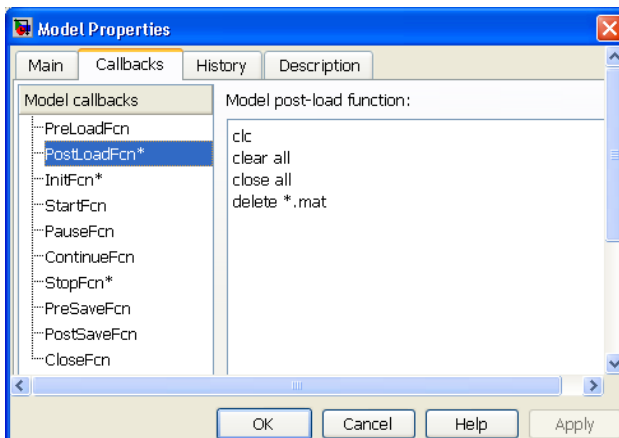 Model Properties
Main Callbacks History Description
Model callbacks
PreLoadFcn
PostLoadFcn*
InitFcn*
StartFcn
PauseFcn
ContinueFcn
StopFcn*
PreSaveFcn
PostSaveFcn
CloseFcn
Model post-load function:
clc
clear all
close all
delete *.mat
OK Cancel Help Apply